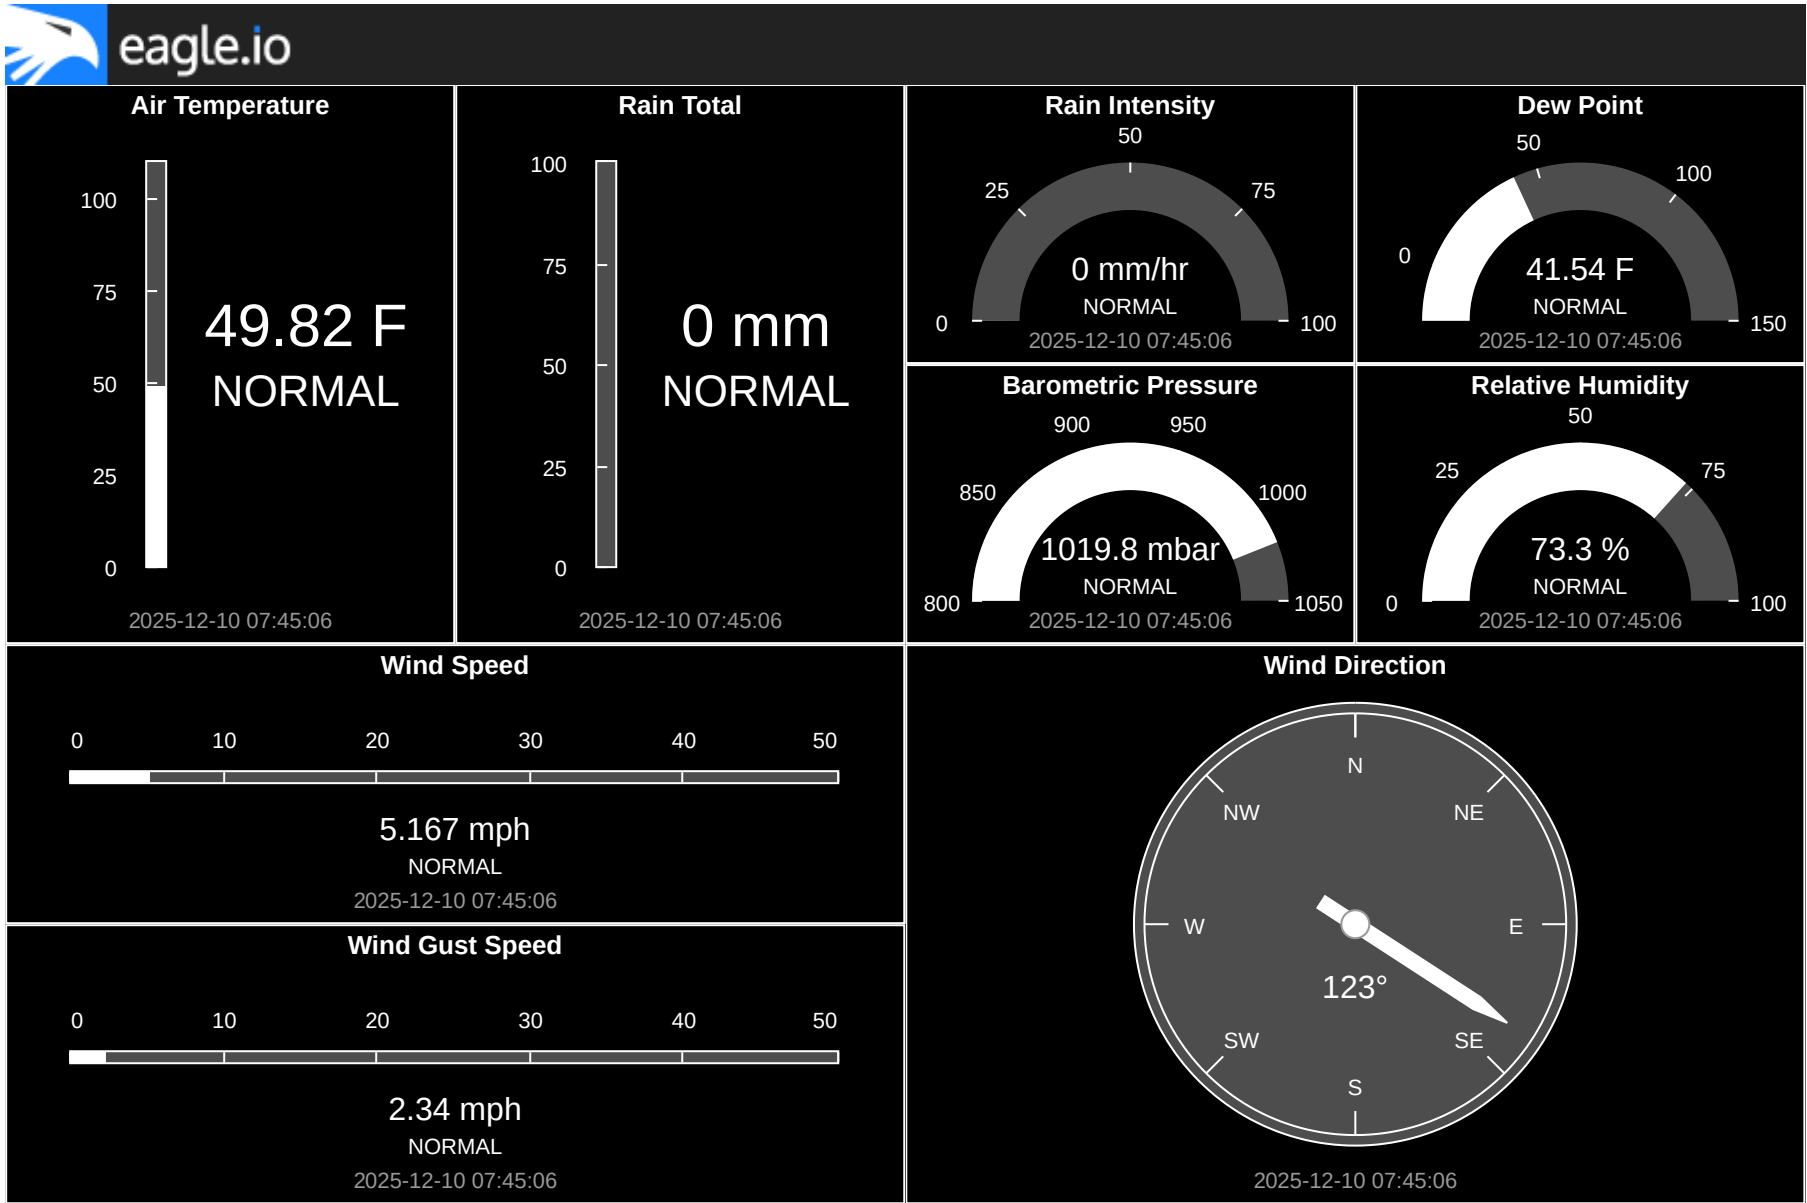 eagle.io
Air Temperature
100
75
50
25
0
49.82 F
NORMAL
2025-12-10 07:45:06
Rain Total
100
75
50
25
0
0 mm
NORMAL
2025-12-10 07:45:06
Rain Intensity
0
25
50
75
100
0 mm/hr
NORMAL
2025-12-10 07:45:06
Dew Point
0
50
100
150
41.54 F
NORMAL
2025-12-10 07:45:06
Barometric Pressure
800
850
900
950
1000
1050
1019.8 mbar
NORMAL
2025-12-10 07:45:06
Relative Humidity
0
25
50
75
100
73.3 %
NORMAL
2025-12-10 07:45:06
Wind Speed
0 10 20 30 40 50
5.167 mph
NORMAL
2025-12-10 07:45:06
Wind Gust Speed
0 10 20 30 40 50
2.34 mph
NORMAL
2025-12-10 07:45:06
Wind Direction
N
NW NE
W E
123°
SW SE
S
2025-12-10 07:45:06